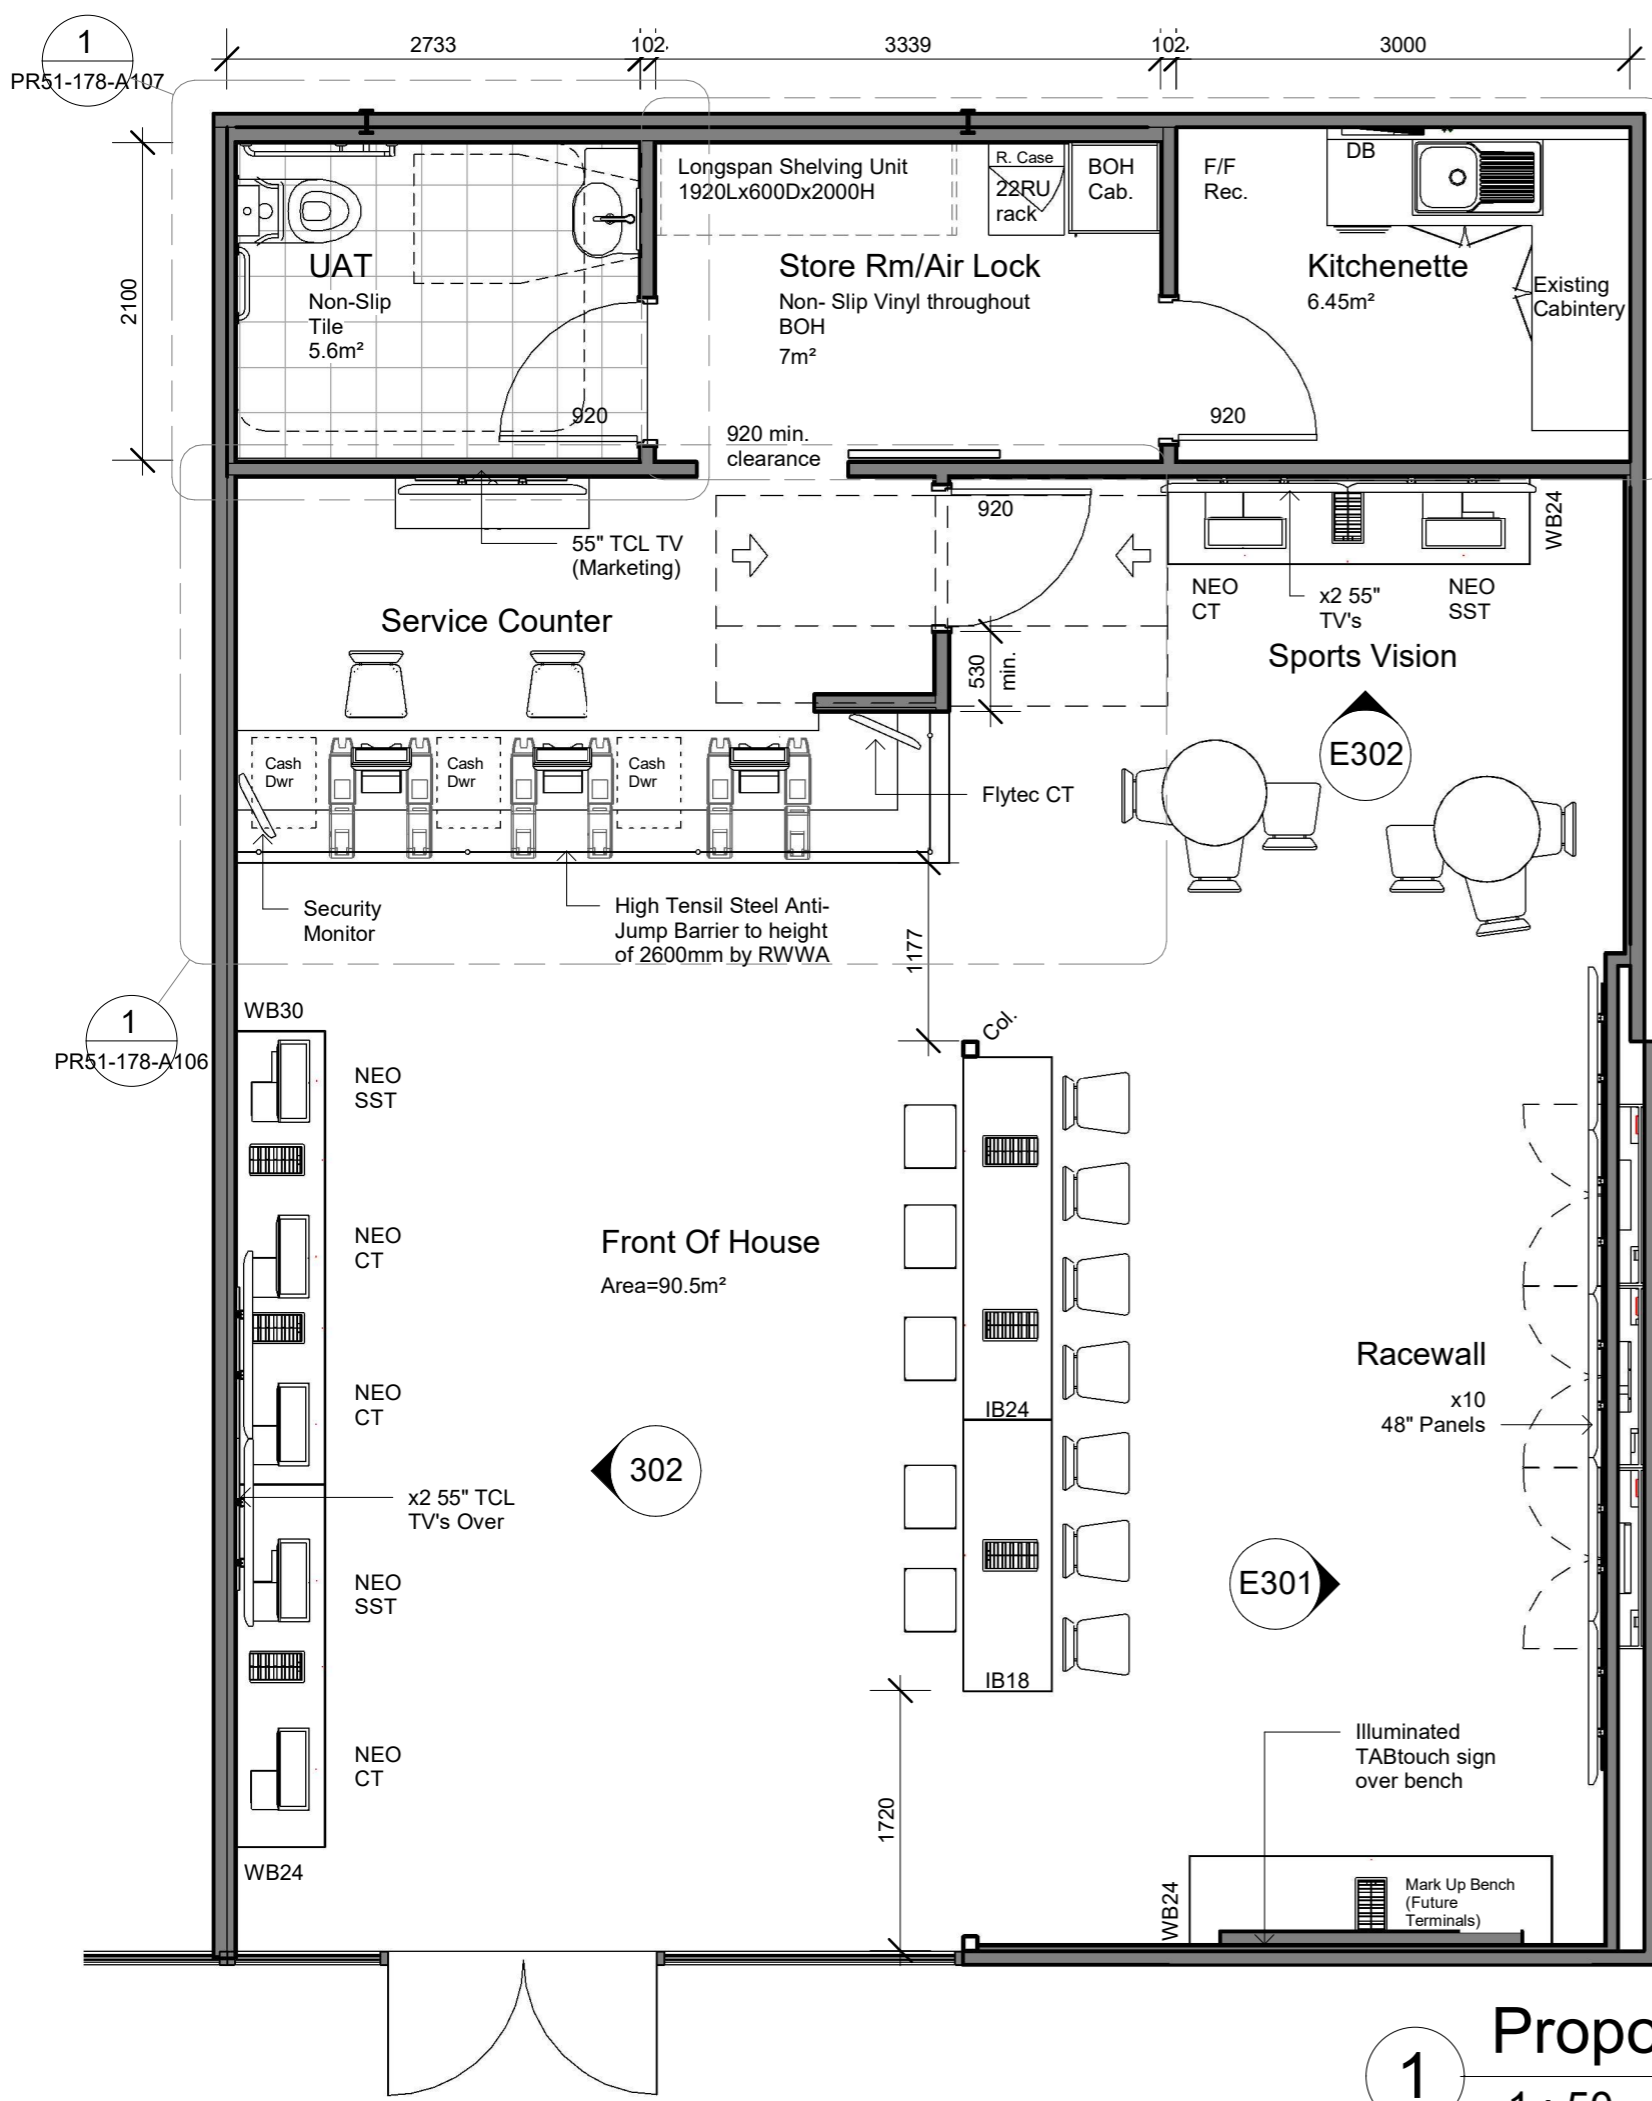 1
PR51-178-A107
2733
102
3339
102
3000
2100
UAT
Non-Slip
Tile
5.6m²
920
Longspan Shelving Unit
1920Lx600Dx2000H
R. Case
22RU
rack
BOH
Cab.
Store Rm/Air Lock
Non- Slip Vinyl throughout
BOH
7m²
F/F
Rec.
DB
Kitchenette
6.45m²
Existing
Cabintery
920
920 min.
clearance
55" TCL TV
(Marketing)
Service Counter
920
530
min.
NEO
CT
x2 55"
TV's
NEO
SST
WB24
Sports Vision
E302
Cash
Dwr
Cash
Dwr
Cash
Dwr
Flytec CT
Security
Monitor
High Tensil Steel Anti-
Jump Barrier to height
of 2600mm by RWWA
1177
1
PR51-178-A106
WB30
NEO
SST
NEO
CT
NEO
CT
x2 55" TCL
TV's Over
NEO
SST
NEO
CT
WB24
Front Of House
Area=90.5m²
302
Col.
IB24
IB18
1720
Racewall
x10
48" Panels
E301
Illuminated
TABtouch sign
over bench
WB24
Mark Up Bench
(Future
Terminals)
1
Propo
1 : 50